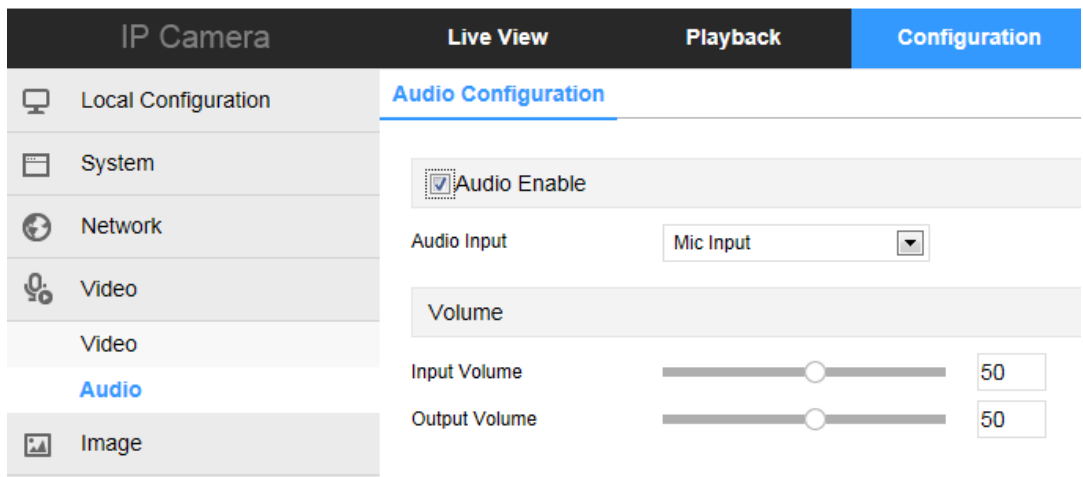 IP Camera Live View Playback Configuration
Local Configuration
System
Network
Video
Video
Audio
Image
Audio Configuration
Audio Enable
Audio Input Mic Input
Volume
Input Volume 50
Output Volume 50